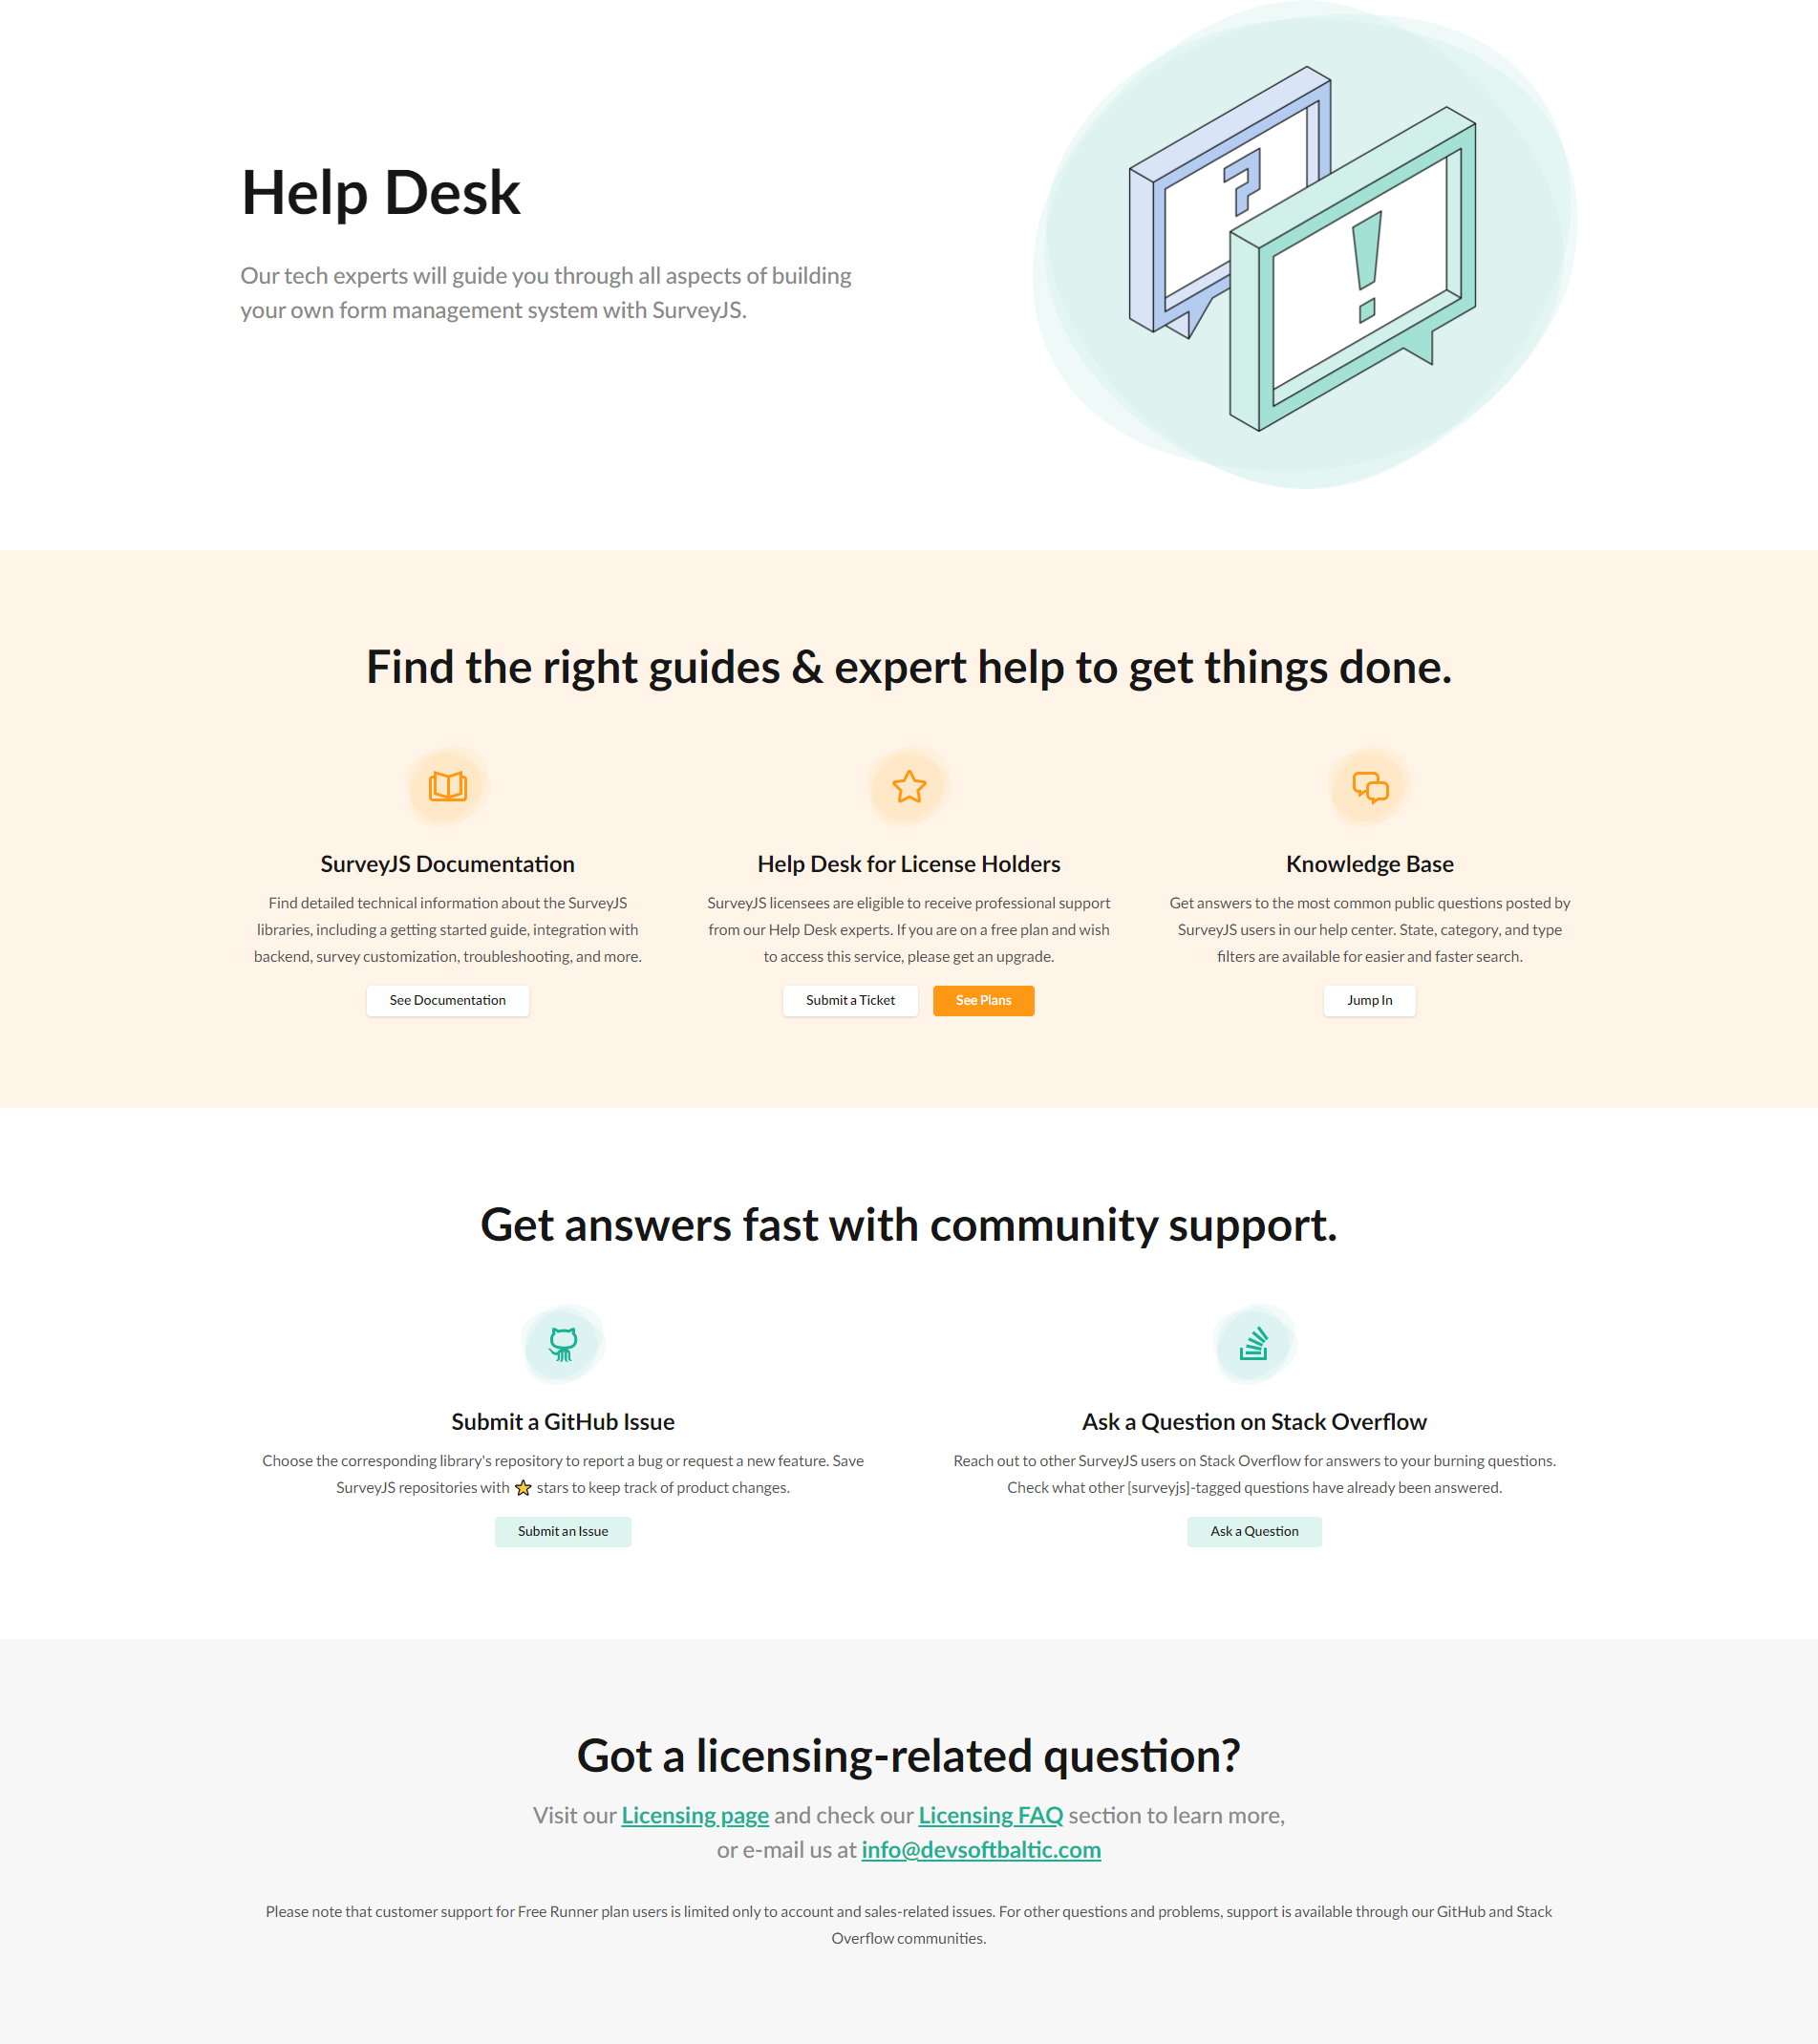 Help Desk
Our tech experts will guide you through all aspects of building
your own form management system with SurveyJS.
?
!
Find the right guides & expert help to get things done.
SurveyJS Documentation
Find detailed technical information about the SurveyJS
libraries, including a getting started guide, integration with
backend, survey customization, troubleshooting, and more.
See Documentation
Help Desk for License Holders
SurveyJS licensees are eligible to receive professional support
from our Help Desk experts. If you are on a free plan and wish
to access this service, please get an upgrade.
Submit a Ticket
See Plans
Knowledge Base
Get answers to the most common public questions posted by
SurveyJS users in our help center. State, category, and type
filters are available for easier and faster search.
Jump In
Get answers fast with community support.
Submit a GitHub Issue
Choose the corresponding library's repository to report a bug or request a new feature. Save
SurveyJS repositories with ⭐ stars to keep track of product changes.
Submit an Issue
Ask a Question on Stack Overflow
Reach out to other SurveyJS users on Stack Overflow for answers to your burning questions.
Check what other [surveyjs]-tagged questions have already been answered.
Ask a Question
Got a licensing-related question?
Visit our Licensing page and check our Licensing FAQ section to learn more,
or e-mail us at info@devsoftbaltic.com
Please note that customer support for Free Runner plan users is limited only to account and sales-related issues. For other questions and problems, support is available through our GitHub and Stack
Overflow communities.